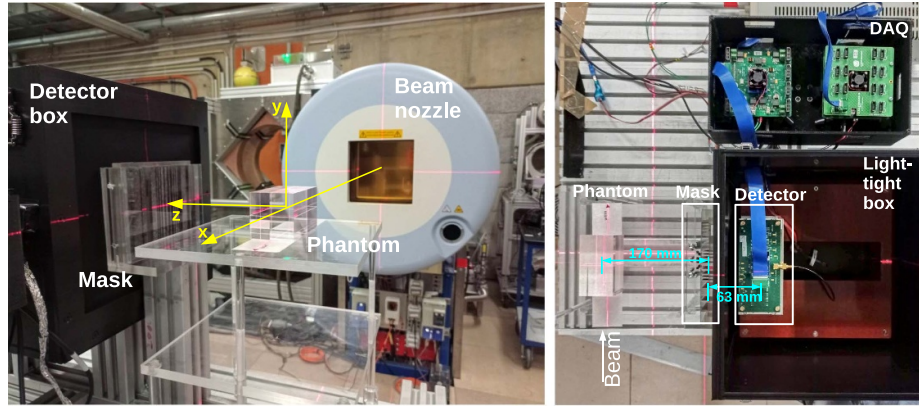 Detector
box
Beam
nozzle
y
z
x
Phantom
Mask
DAQ
Light-
tight
box
Phantom
Mask
Detector
170 mm
63 mm
Beam